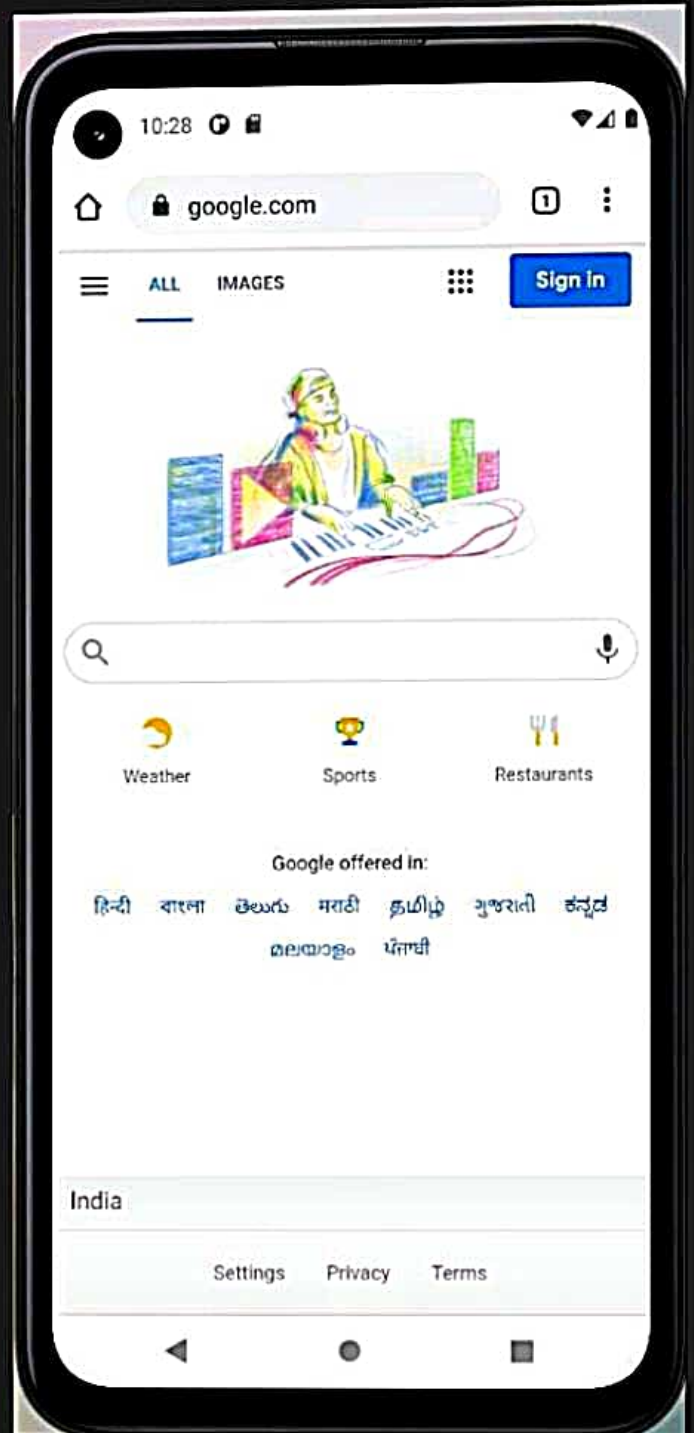 10:28
google.com 1
ALL IMAGES Sign in
Weather Sports Restaurants
Google offered in:
हिन्दी বাংলা తెలుగు मराठी தமிழ் ગુજરાતી ಕನ್ನಡ
മലയാളം ਪੰਜਾਬੀ
India
Settings Privacy Terms